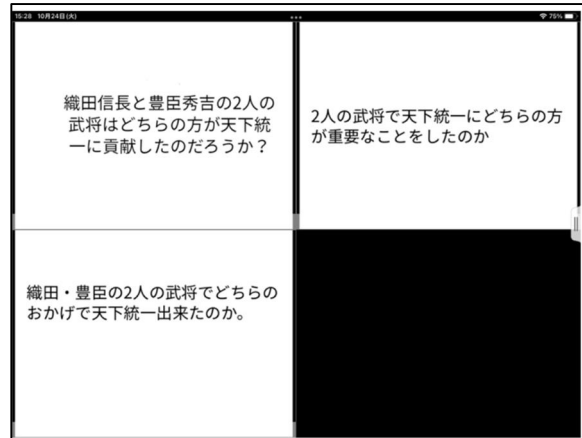 15:28 10月24日(火)
75%
織田信長と豊臣秀吉の2人の
武将はどちらの方が天下統
一に貢献したのだろうか？
2人の武将で天下統一にどちらの方
が重要なことをしたのか
織田・豊臣の2人の武将でどちらの
おかげで天下統一出来たのか。